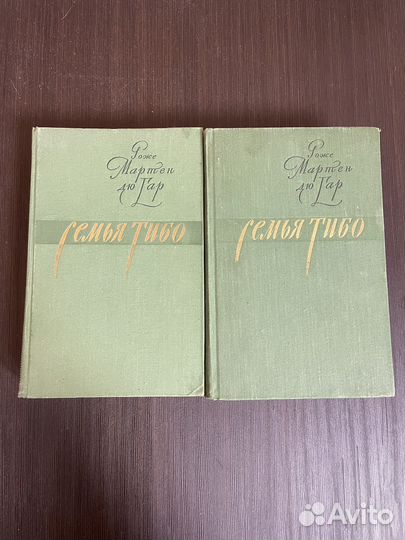 Роже
Мартен
дю Гар
Семья Тибо
Роже
Мартен
дю Гар
Семья Тибо
Avito